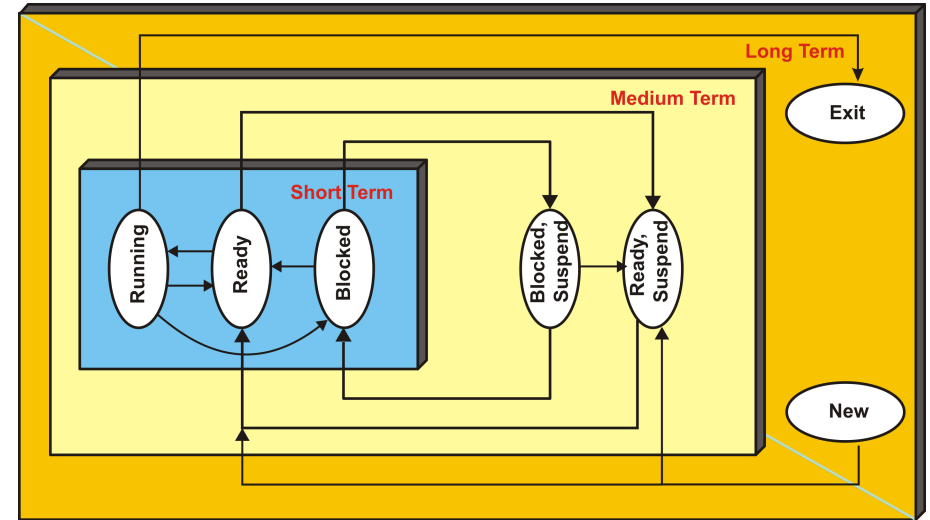 Long Term
Exit
Medium Term
Short Term
Running
Ready
Blocked
Blocked,
Suspend
Ready,
Suspend
New